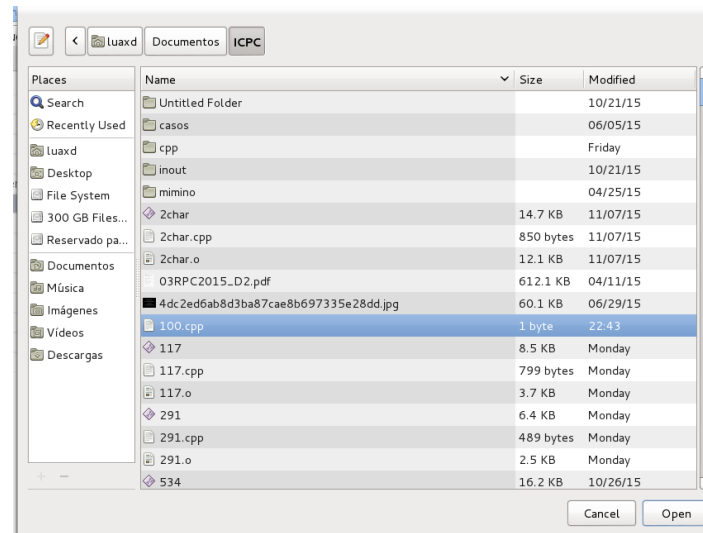 luaxd Documentos ICPC
Places
Search
Recently Used
luaxd
Desktop
File System
300 GB Files...
Reservado pa...
Documentos
Música
Imágenes
Vídeos
Descargas
Name Size Modified
Untitled Folder 10/21/15
casos 06/05/15
cpp Friday
inout 10/21/15
mimino 04/25/15
2char 14.7 KB 11/07/15
2char.cpp 850 bytes 11/07/15
2char.o 12.1 KB 11/07/15
03RPC2015_D2.pdf 612.1 KB 04/11/15
4dc2ed6ab8d3ba87cae8b697335e28dd.jpg 60.1 KB 06/29/15
100.cpp 1 byte 22:43
117 8.5 KB Monday
117.cpp 799 bytes Monday
117.o 3.7 KB Monday
291 6.4 KB Monday
291.cpp 489 bytes Monday
291.o 2.5 KB Monday
534 16.2 KB 10/26/15
Cancel Open